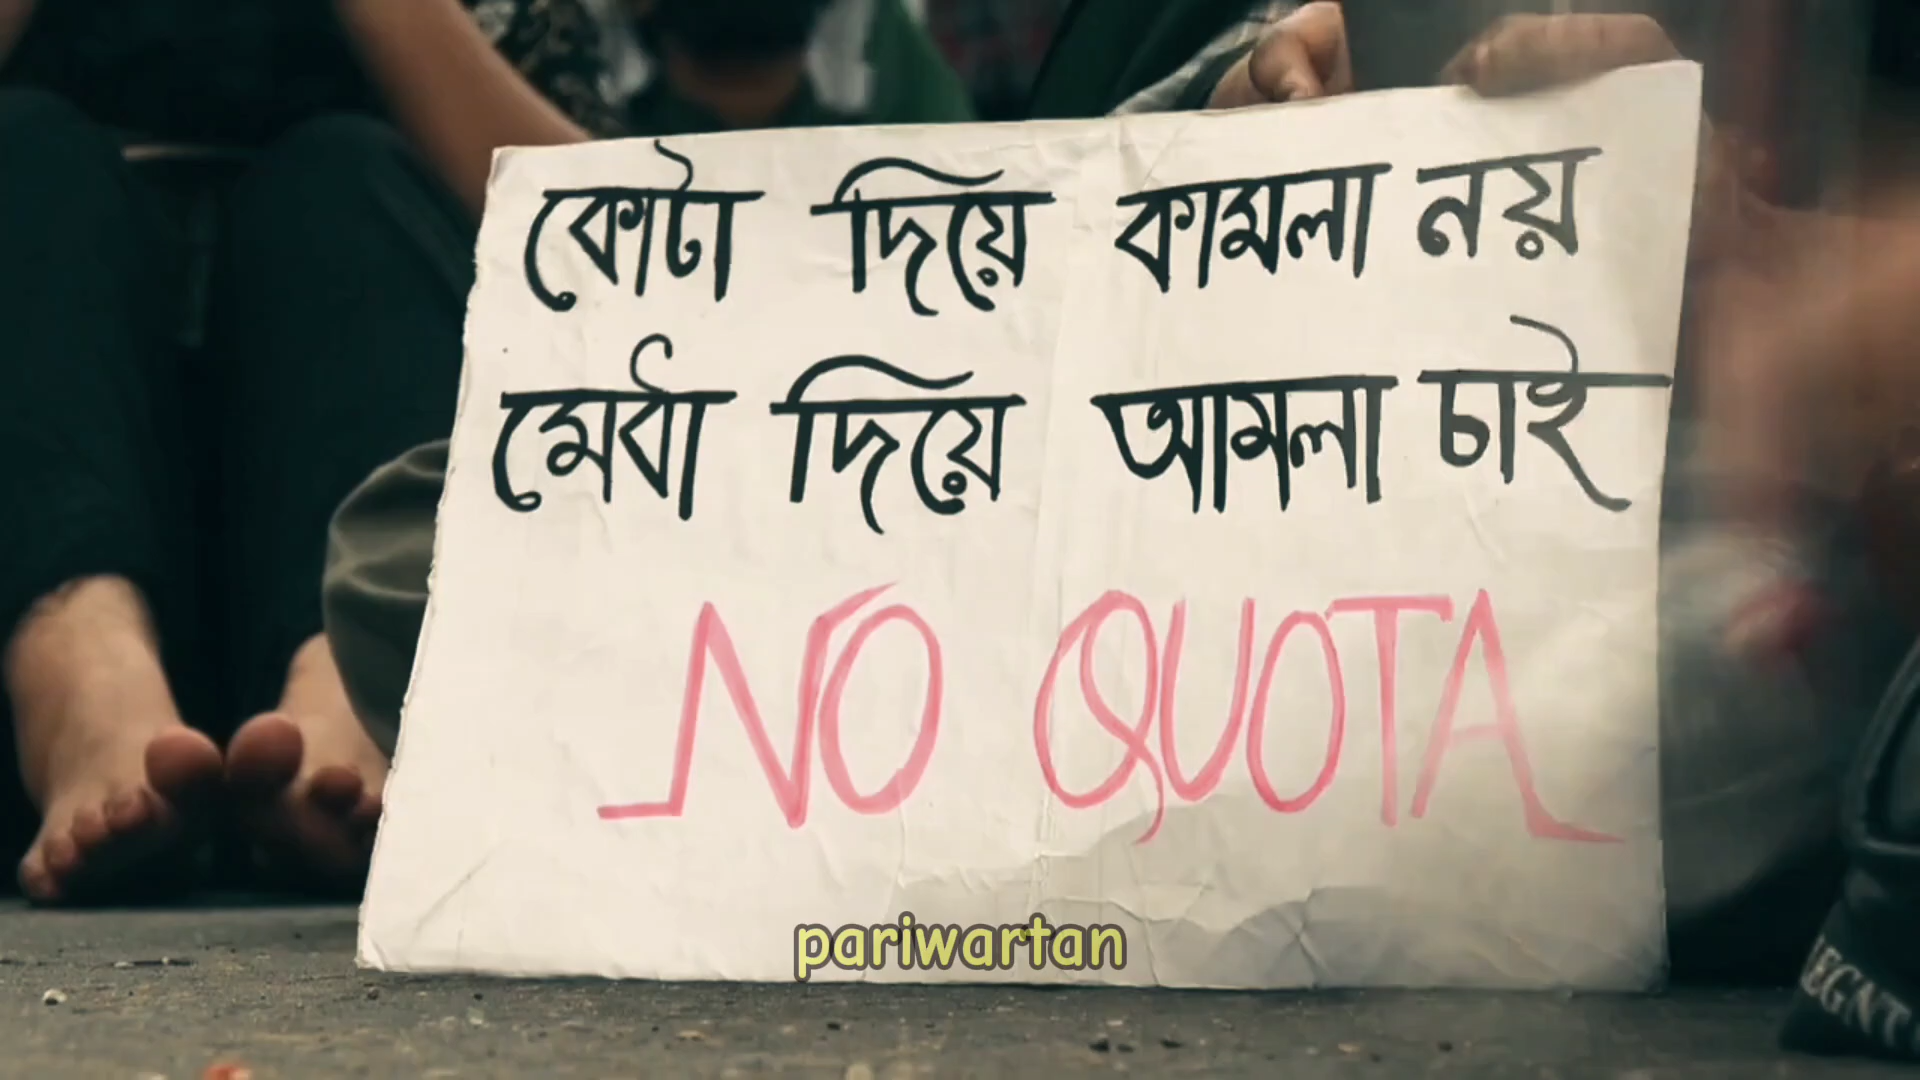 কোটা দিয়ে কামলা নয়
মেধা দিয়ে আমলা চাই
NO QUOTA
pariwartan